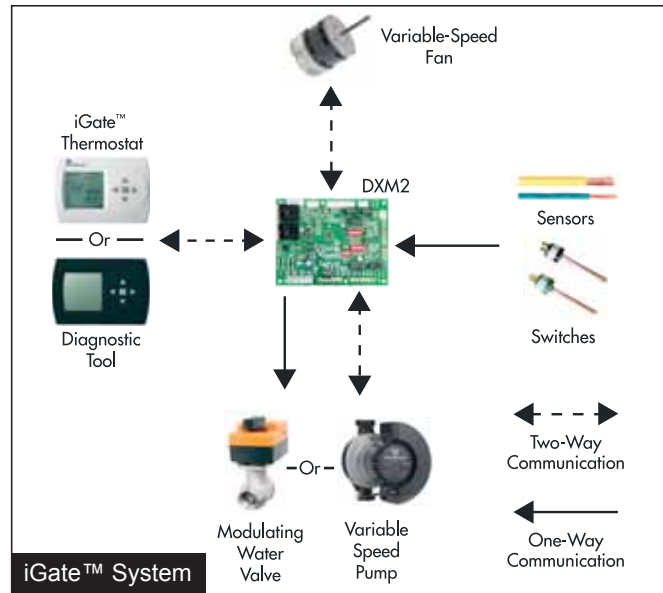 Variable-Speed
Fan
iGate™
Thermostat
Or
Diagnostic
Tool
DXM2
Sensors
Switches
Two-Way
Communication
One-Way
Communication
Or
Modulating
Water
Valve
Variable
Speed
Pump
iGate™ System